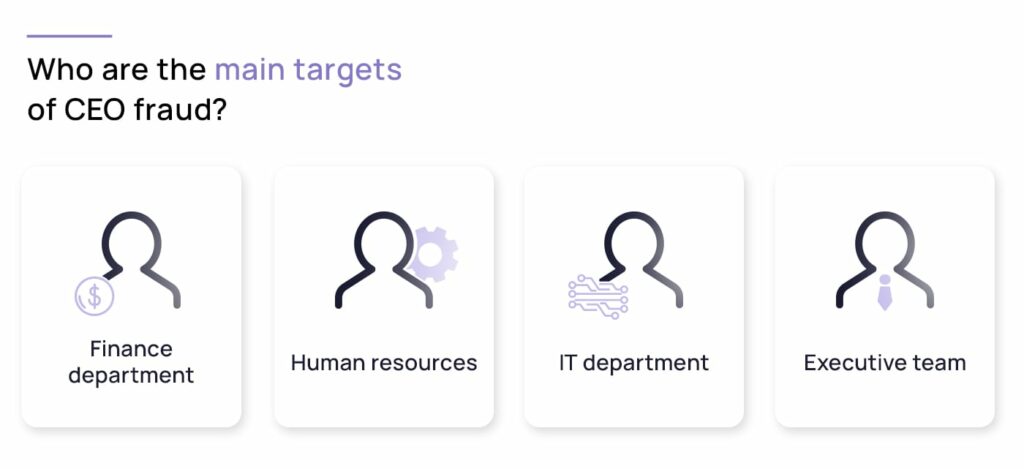 Who are the main targets
of CEO fraud?
$
Finance
department
Human resources
IT department
Executive team